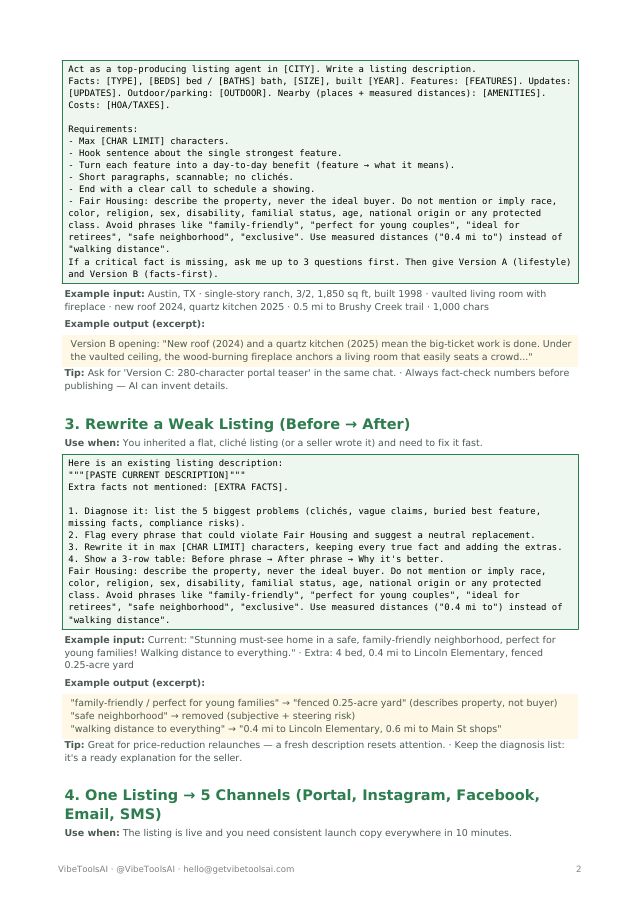 Act as a top-producing listing agent in [CITY]. Write a listing description.
Facts: [TYPE], [BEDS] bed / [BATHS] bath, [SIZE], built [YEAR]. Features: [FEATURES]. Updates:
[UPDATES]. Outdoor/parking: [OUTDOOR]. Nearby (places + measured distances): [AMENITIES].
Costs: [HOA/TAXES].
Requirements:
- Max [CHAR LIMIT] characters.
- Hook sentence about the single strongest feature.
- Turn each feature into a day-to-day benefit (feature → what it means).
- Short paragraphs, scannable; no clichés.
- End with a clear call to schedule a showing.
- Fair Housing: describe the property, never the ideal buyer. Do not mention or imply race,
color, religion, sex, disability, familial status, age, national origin or any protected
class. Avoid phrases like "family-friendly", "perfect for young couples", "ideal for
retirees", "safe neighborhood", "exclusive". Use measured distances ("0.4 mi to") instead of
"walking distance".
If a critical fact is missing, ask me up to 3 questions first. Then give Version A (lifestyle)
and Version B (facts-first).
Example input: Austin, TX · single-story ranch, 3/2, 1,850 sq ft, built 1998 · vaulted living room with
fireplace · new roof 2024, quartz kitchen 2025 · 0.5 mi to Brushy Creek trail · 1,000 chars
Example output (excerpt):
Version B opening: "New roof (2024) and a quartz kitchen (2025) mean the big-ticket work is done. Under
the vaulted ceiling, the wood-burning fireplace anchors a living room that easily seats a crowd..."
Tip: Ask for 'Version C: 280-character portal teaser' in the same chat. · Always fact-check numbers before
publishing — AI can invent details.
3. Rewrite a Weak Listing (Before → After)
Use when: You inherited a flat, cliché listing (or a seller wrote it) and need to fix it fast.
Here is an existing listing description:
"""[PASTE CURRENT DESCRIPTION]"""
Extra facts not mentioned: [EXTRA FACTS].
1. Diagnose it: list the 5 biggest problems (clichés, vague claims, buried best feature,
missing facts, compliance risks).
2. Flag every phrase that could violate Fair Housing and suggest a neutral replacement.
3. Rewrite it in max [CHAR LIMIT] characters, keeping every true fact and adding the extras.
4. Show a 3-row table: Before phrase → After phrase → Why it's better.
Fair Housing: describe the property, never the ideal buyer. Do not mention or imply race,
color, religion, sex, disability, familial status, age, national origin or any protected
class. Avoid phrases like "family-friendly", "perfect for young couples", "ideal for
retirees", "safe neighborhood", "exclusive". Use measured distances ("0.4 mi to") instead of
"walking distance".
Example input: Current: "Stunning must-see home in a safe, family-friendly neighborhood, perfect for
young families! Walking distance to everything." · Extra: 4 bed, 0.4 mi to Lincoln Elementary, fenced
0.25-acre yard
Example output (excerpt):
"family-friendly / perfect for young families" → "fenced 0.25-acre yard" (describes property, not buyer)
"safe neighborhood" → removed (subjective + steering risk)
"walking distance to everything" → "0.4 mi to Lincoln Elementary, 0.6 mi to Main St shops"
Tip: Great for price-reduction relaunches — a fresh description resets attention. · Keep the diagnosis list:
it's a ready explanation for the seller.
4. One Listing → 5 Channels (Portal, Instagram, Facebook,
Email, SMS)
Use when: The listing is live and you need consistent launch copy everywhere in 10 minutes.
VibeToolsAI · @VibeToolsAI · hello@getvibetoolsai.com 2